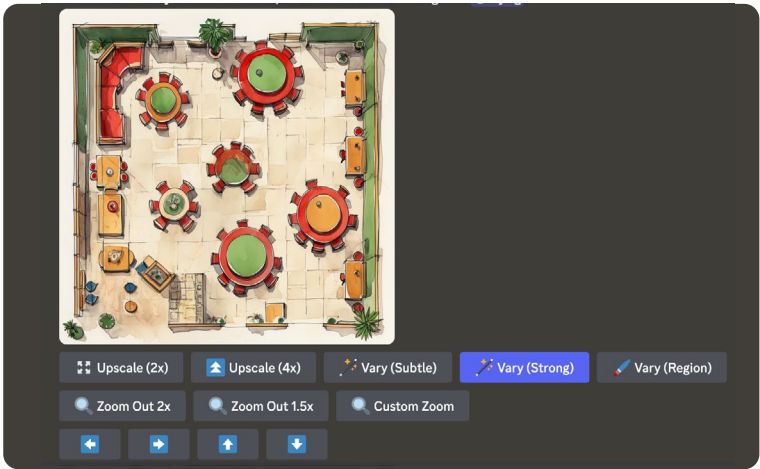 Upscale (2x) Upscale (4x) Vary (Subtle) Vary (Strong) Vary (Region)
Zoom Out 2x Zoom Out 1.5x Custom Zoom